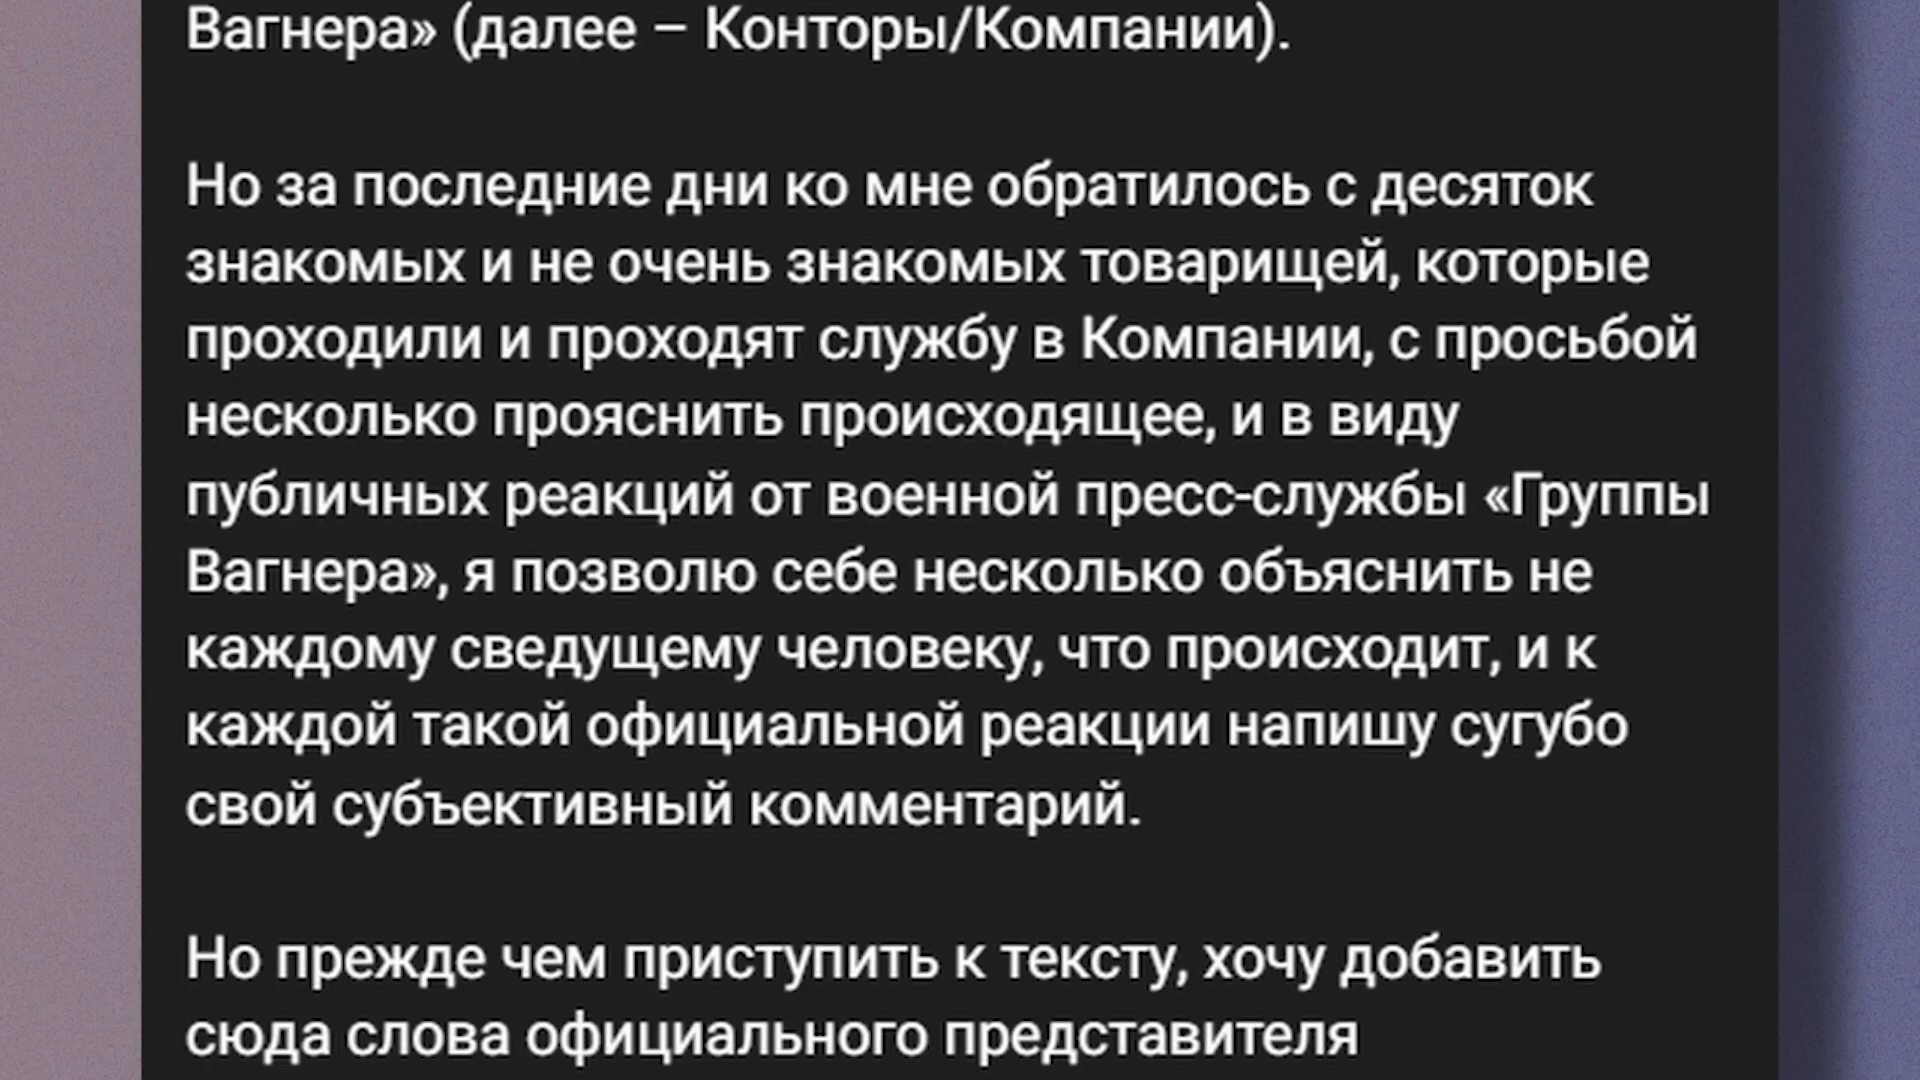 Вагнера» (далее – Конторы/Компании).
Но за последние дни ко мне обратилось с десяток
знакомых и не очень знакомых товарищей, которые
проходили и проходят службу в Компании, с просьбой
несколько прояснить происходящее, и в виду
публичных реакций от военной пресс-службы «Группы
Вагнера», я позволю себе несколько объяснить не
каждому сведущему человеку, что происходит, и к
каждой такой официальной реакции напишу сугубо
свой субъективный комментарий.
Но прежде чем приступить к тексту, хочу добавить
сюда слова официального представителя